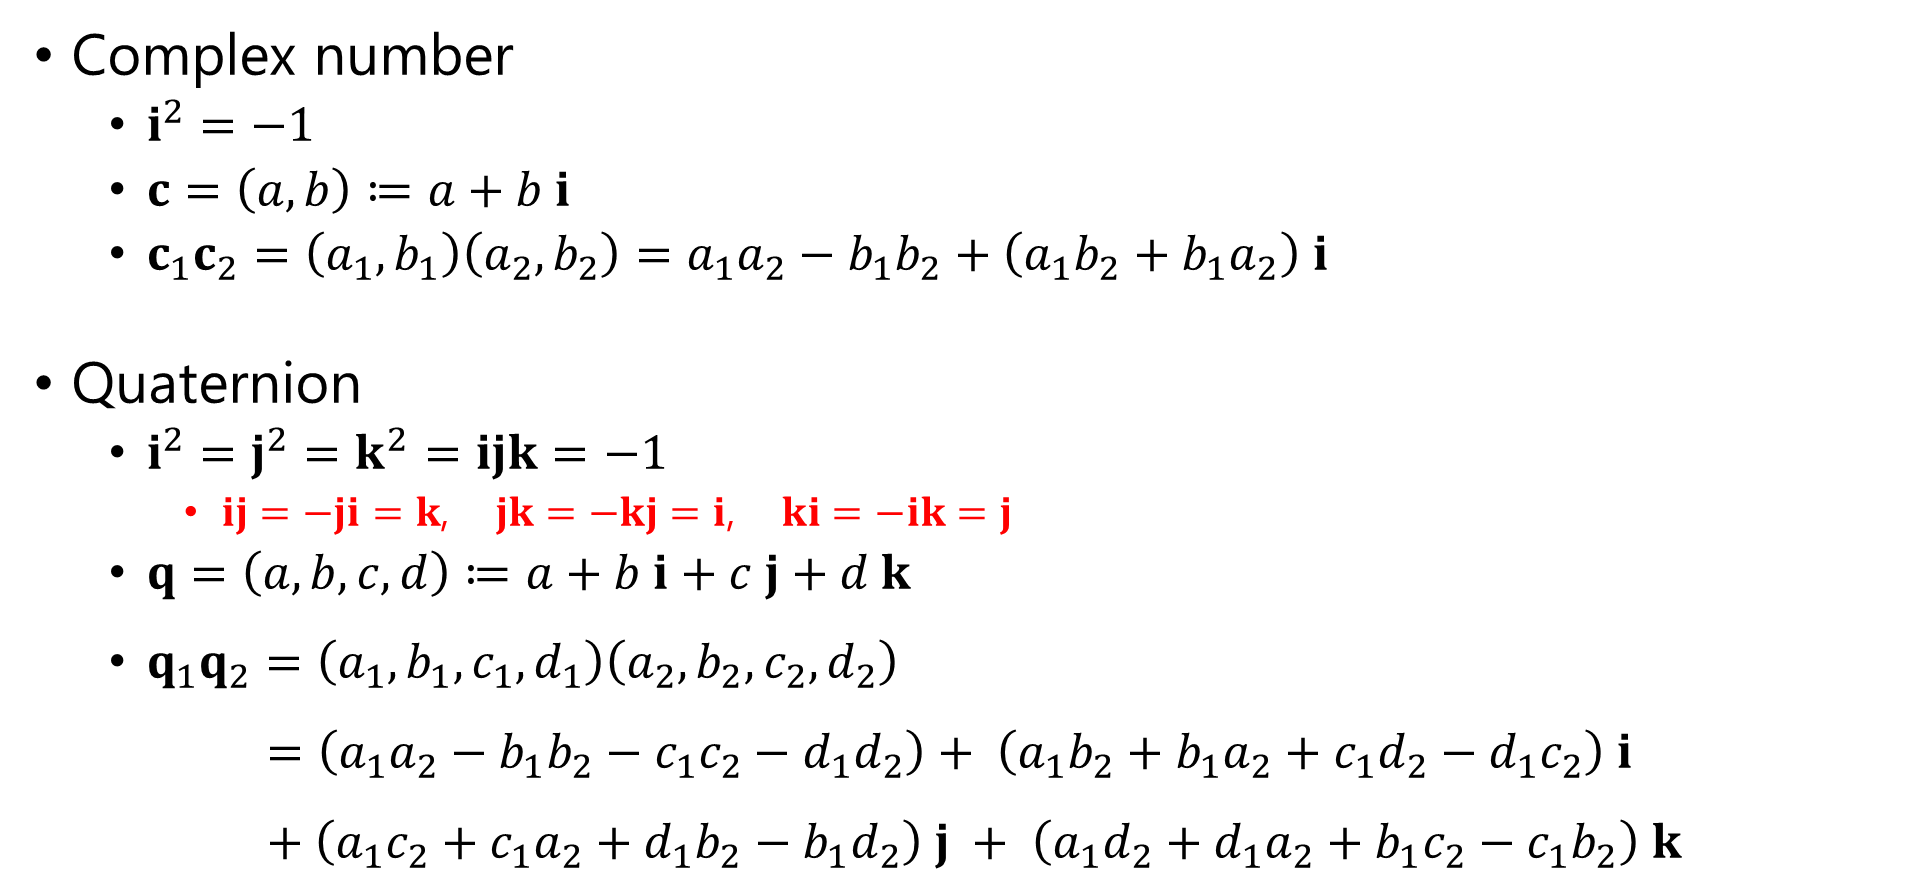 • Complex number
• 𝐢² = −1
• 𝐜 = (a, b) ≔ a + b 𝐢
• 𝐜₁𝐜₂ = (a₁, b₁)(a₂, b₂) = a₁a₂ − b₁b₂ + (a₁b₂ + b₁a₂) 𝐢
• Quaternion
• 𝐢² = 𝐣² = 𝐤² = 𝐢𝐣𝐤 = −1
• 𝐢𝐣 = −𝐣𝐢 = 𝐤, 𝐣𝐤 = −𝐤𝐣 = 𝐢, 𝐤𝐢 = −𝐢𝐤 = 𝐣
• 𝐪 = (a, b, c, d) ≔ a + b 𝐢 + c 𝐣 + d 𝐤
• 𝐪₁𝐪₂ = (a₁, b₁, c₁, d₁)(a₂, b₂, c₂, d₂)
= (a₁a₂ − b₁b₂ − c₁c₂ − d₁d₂) + (a₁b₂ + b₁a₂ + c₁d₂ − d₁c₂) 𝐢
+ (a₁c₂ + c₁a₂ + d₁b₂ − b₁d₂) 𝐣 + (a₁d₂ + d₁a₂ + b₁c₂ − c₁b₂) 𝐤